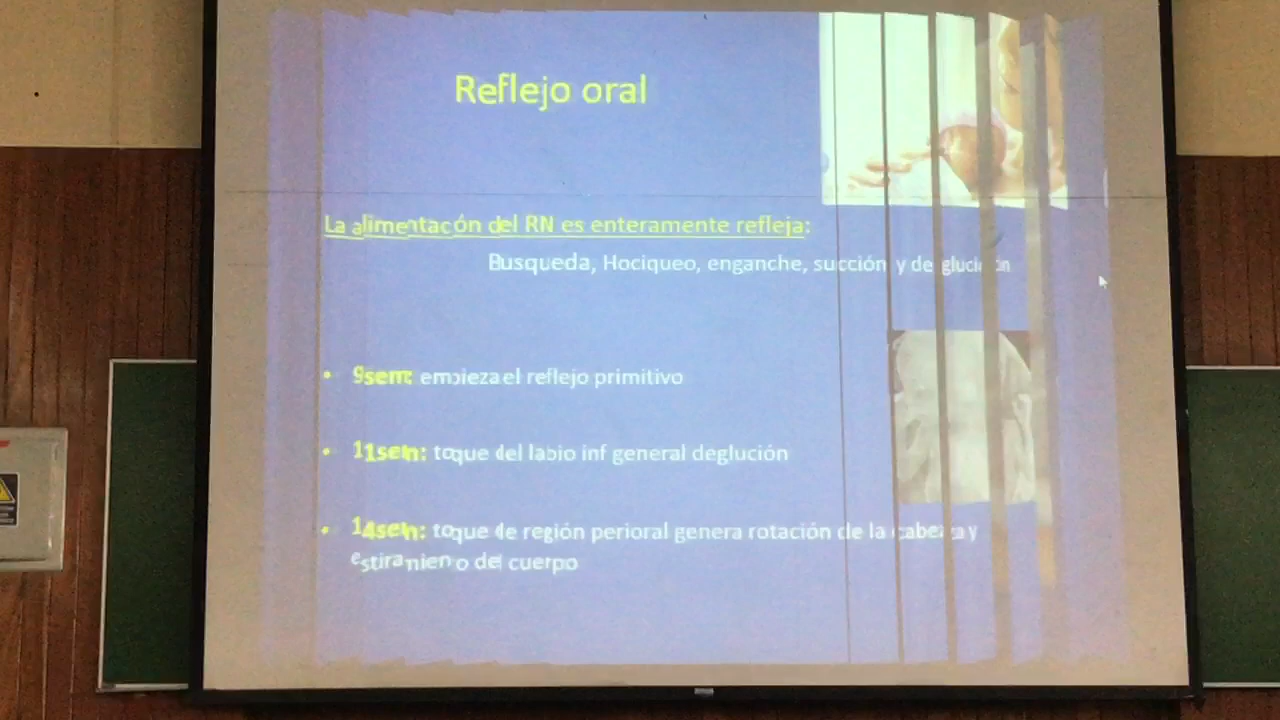 Reflejo oral
La alimentación del RN es enteramente refleja:
Busqueda, Hociqueo, enganche, succión y deglución
• 9sem: empieza el reflejo primitivo
• 11sem: toque del labio inf general deglución
• 14sem: toque de región perioral genera rotación de la cabeza y
estiramieno del cuerpo